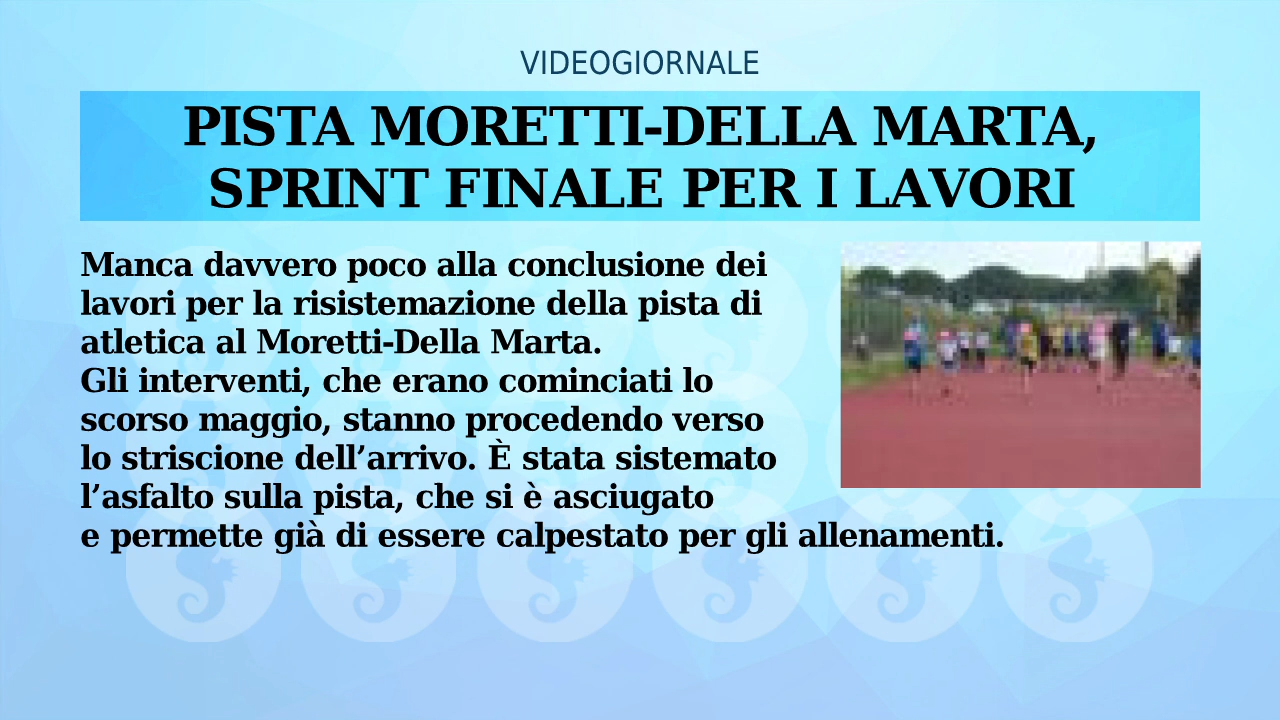 VIDEOGIORNALE
PISTA MORETTI-DELLA MARTA,
SPRINT FINALE PER I LAVORI
Manca davvero poco alla conclusione dei
lavori per la risistemazione della pista di
atletica al Moretti-Della Marta.
Gli interventi, che erano cominciati lo
scorso maggio, stanno procedendo verso
lo striscione dell’arrivo. È stata sistemato
l’asfalto sulla pista, che si è asciugato
e permette già di essere calpestato per gli allenamenti.